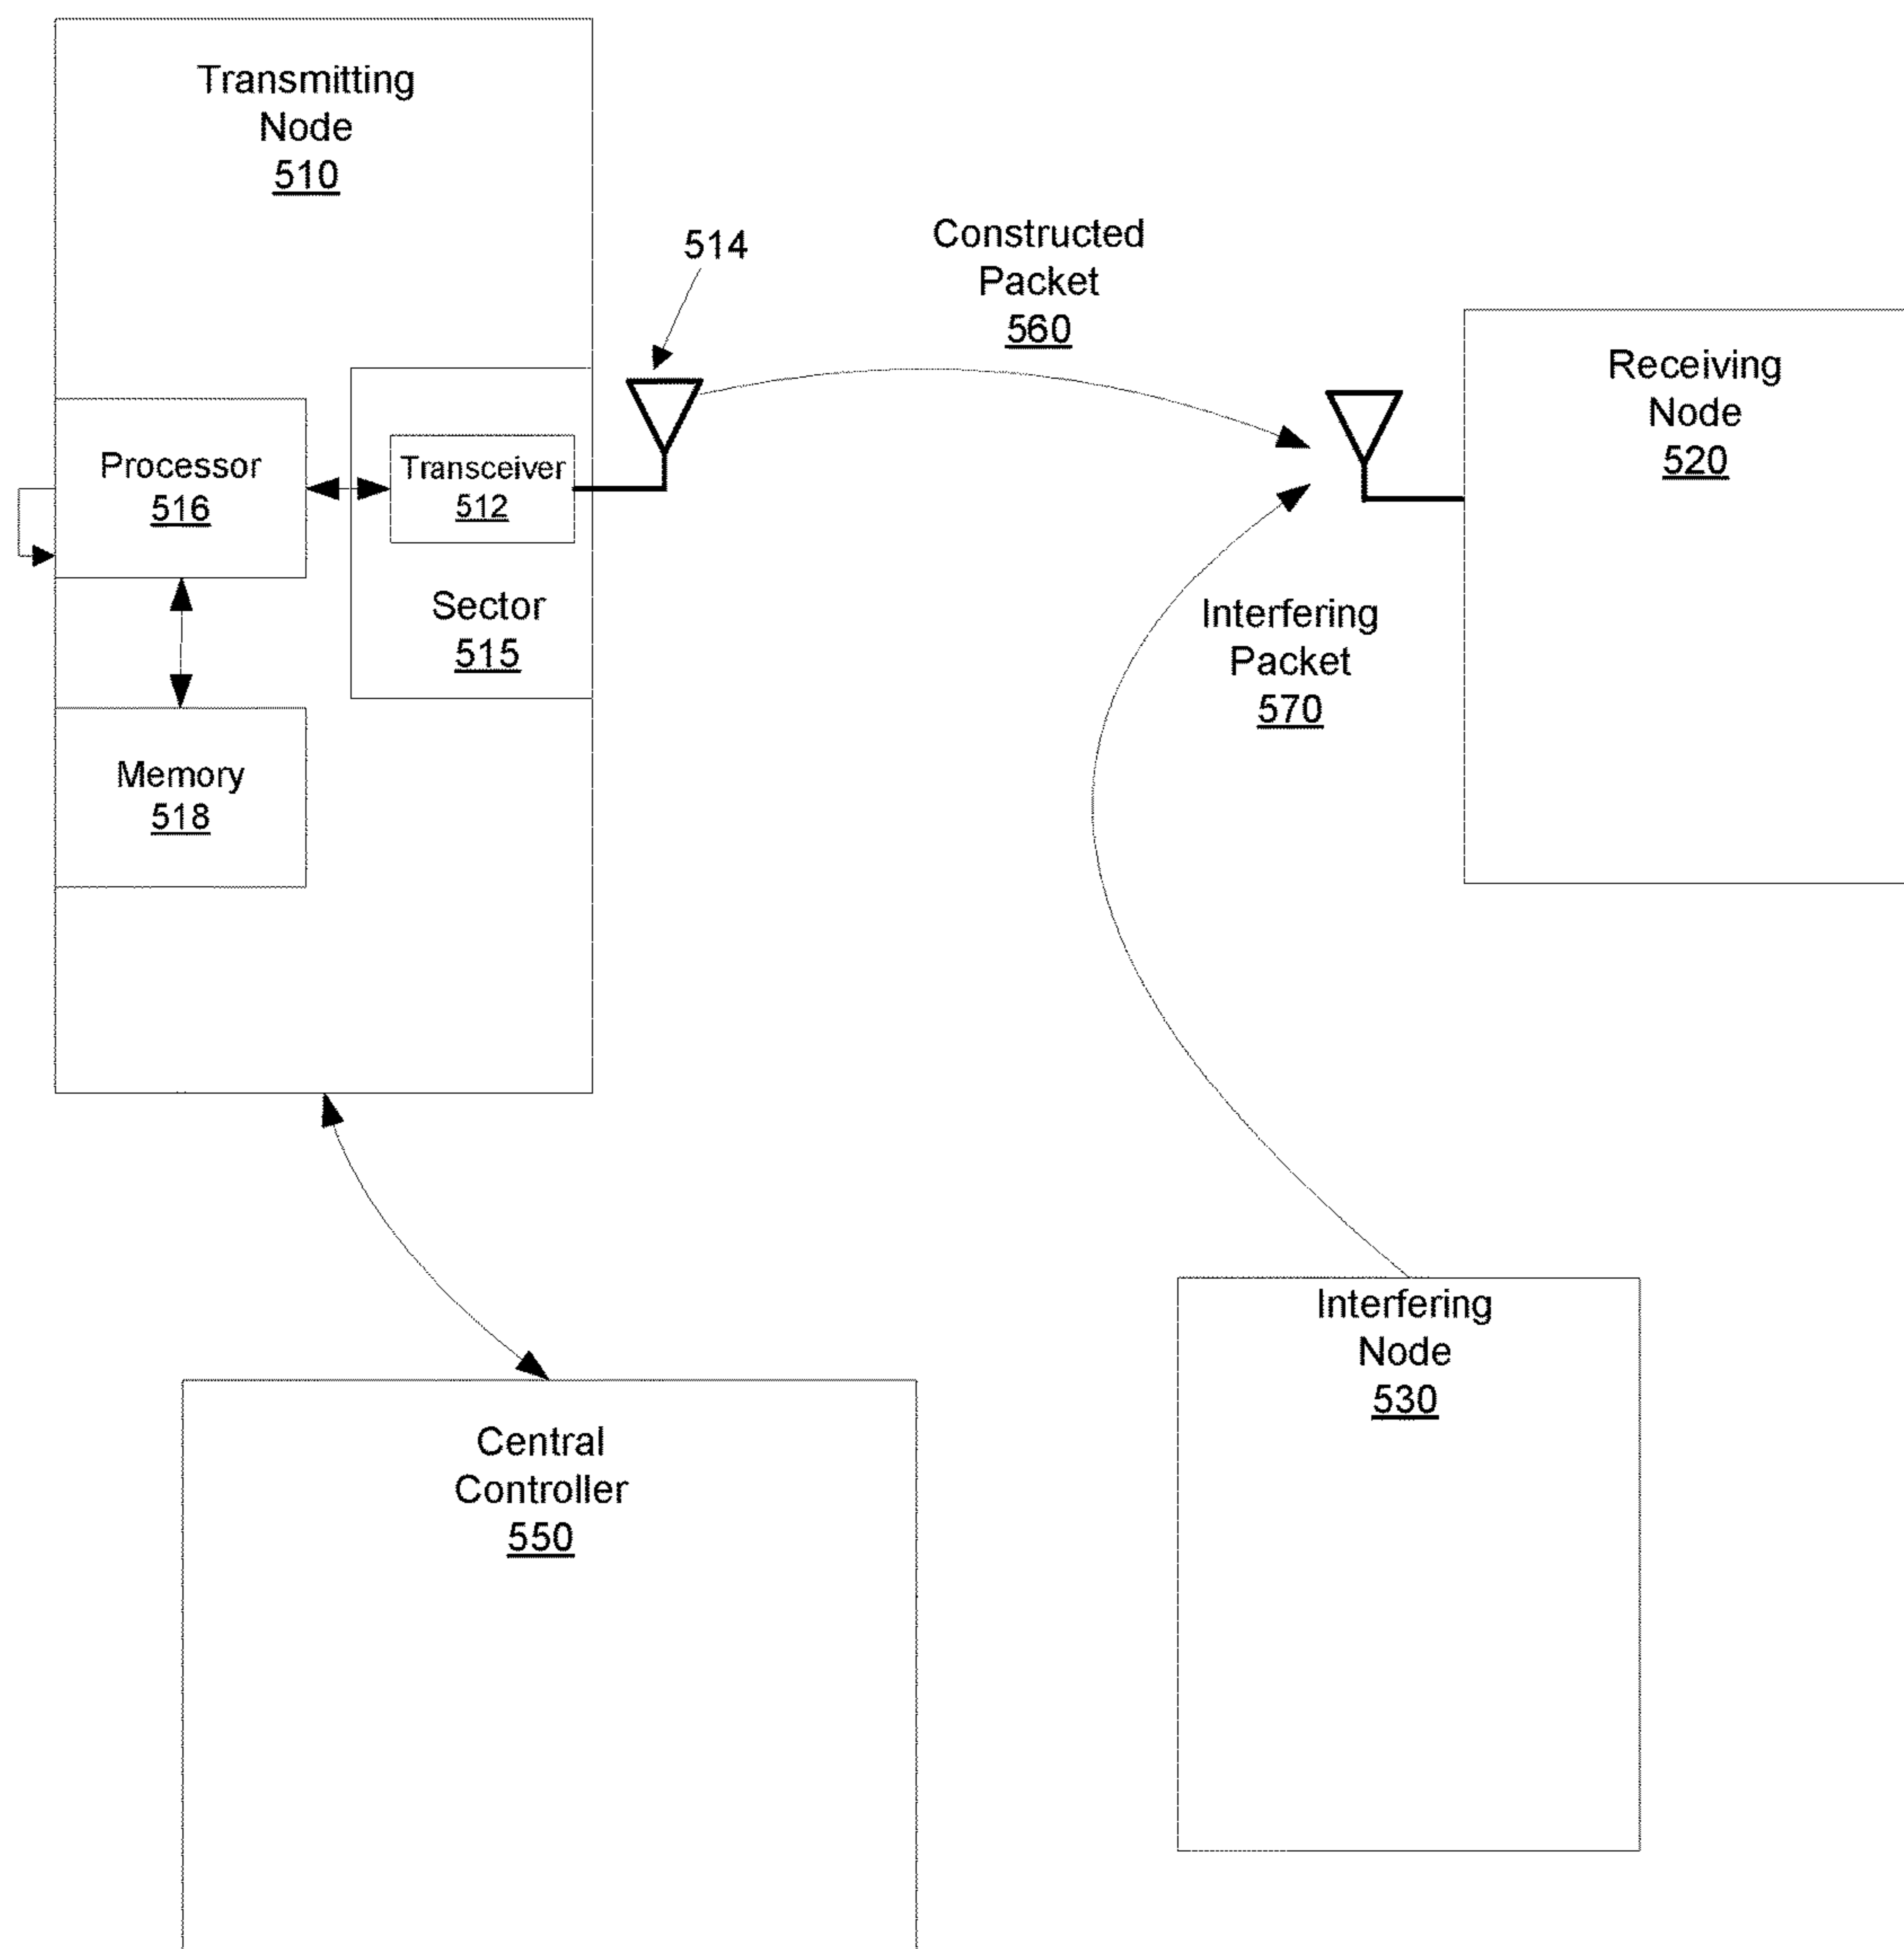 Transmitting
Node
510
514
Constructed
Packet
560
Receiving
Node
520
Processor
516
Transceiver
512
Sector
515
Interfering
Packet
570
Memory
518
Interfering
Node
530
Central
Controller
550